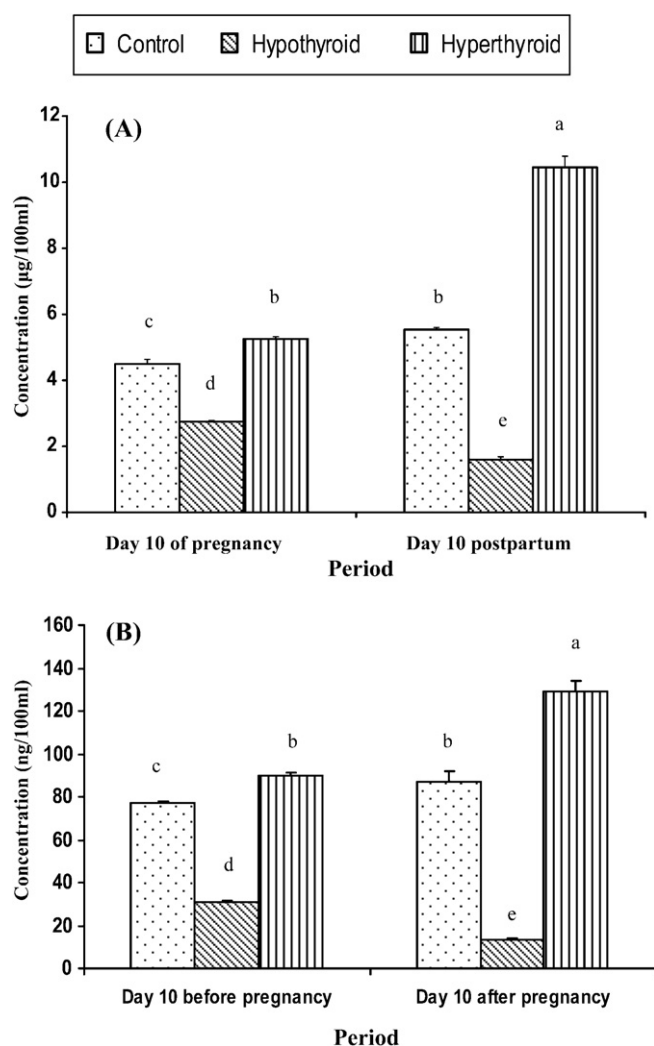 Control Hypothyroid Hyperthyroid
(A)
Concentration (µg/100ml)
12
10
8
6
4
2
0
c
d
b
b
e
a
Day 10 of pregnancy Day 10 postpartum
Period
(B)
Concentration (ng/100ml)
160
140
120
100
80
60
40
20
0
c
d
b
b
e
a
Day 10 before pregnancy Day 10 after pregnancy
Period